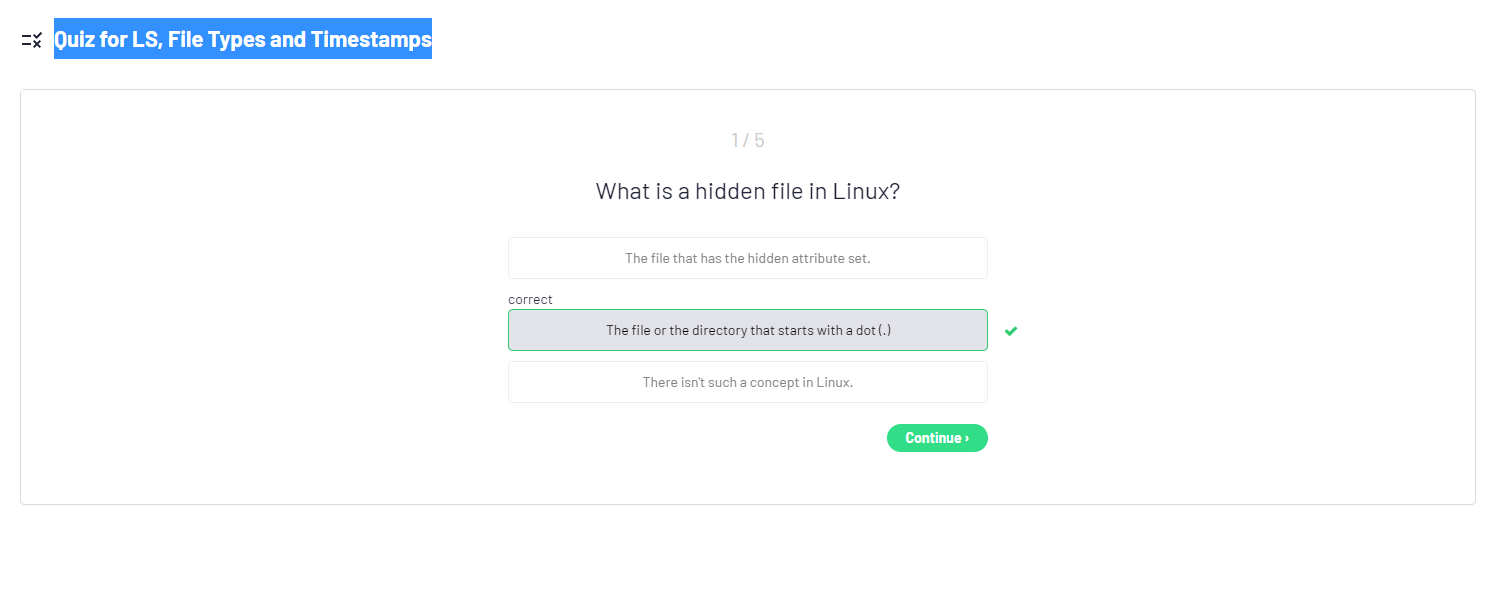 Quiz for LS, File Types and Timestamps
1 / 5
What is a hidden file in Linux?
The file that has the hidden attribute set.
correct
The file or the directory that starts with a dot (.)
There isn't such a concept in Linux.
Continue ›